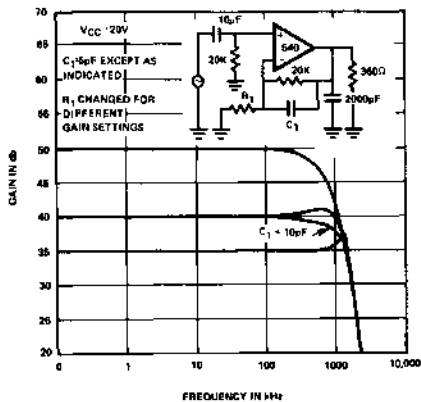 VCC · 20V
C1·5pF EXCEPT AS
INDICATED
R1 CHANGED FOR
DIFFERENT
GAIN SETTINGS
10µF
20K
540
20K
R1
C1
360Ω
2000pF
GAIN IN db
70
65
60
55
50
45
40
35
30
25
20
C1 = 10pF
0
1
10
100
1000
10,000
FREQUENCY IN kHz